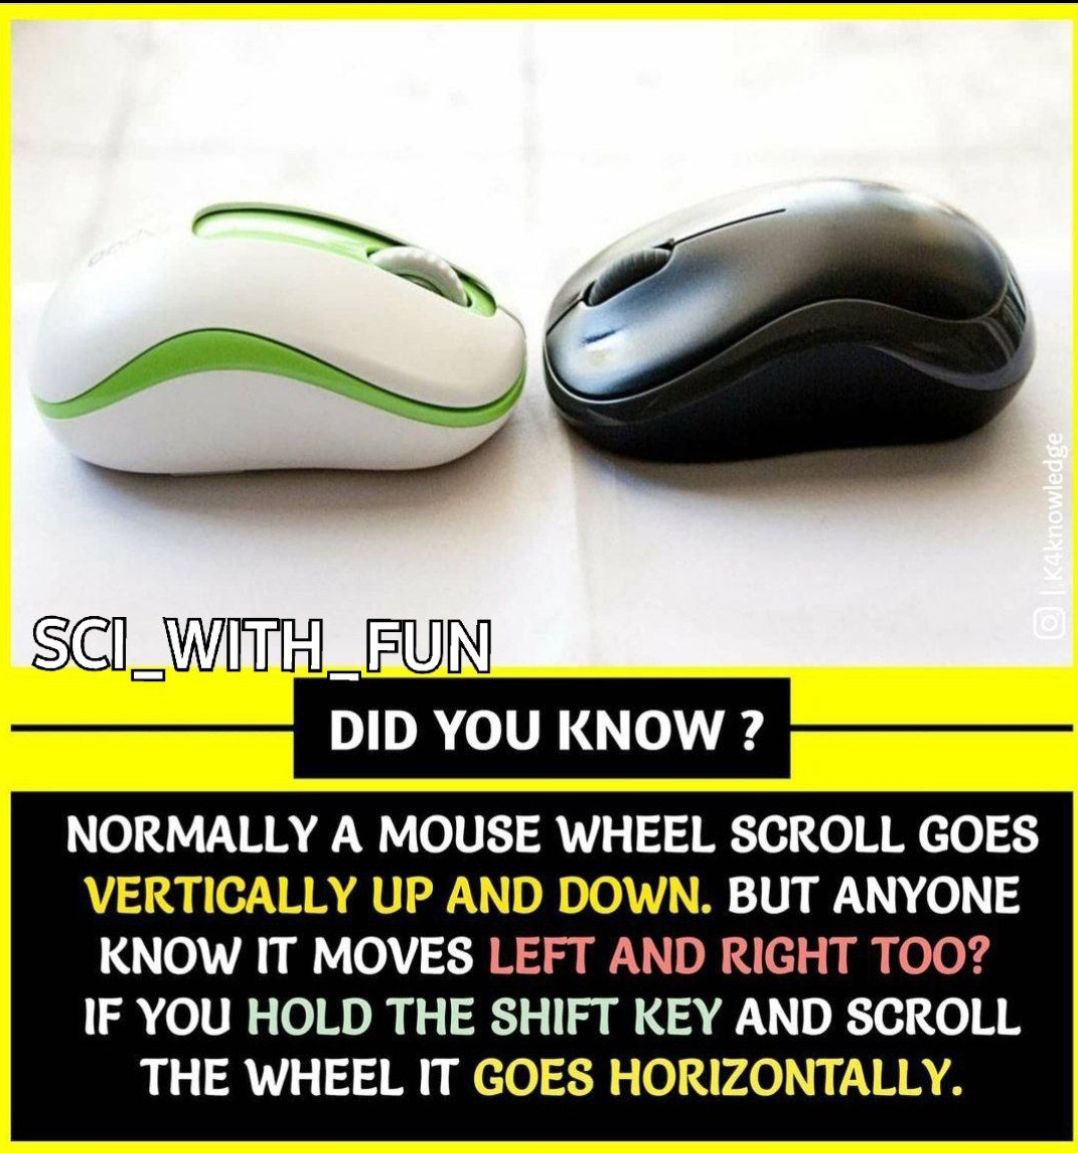 K4knowledge
SCI_WITH_FUN
DID YOU KNOW ?
NORMALLY A MOUSE WHEEL SCROLL GOES
VERTICALLY UP AND DOWN. BUT ANYONE
KNOW IT MOVES LEFT AND RIGHT TOO?
IF YOU HOLD THE SHIFT KEY AND SCROLL
THE WHEEL IT GOES HORIZONTALLY.